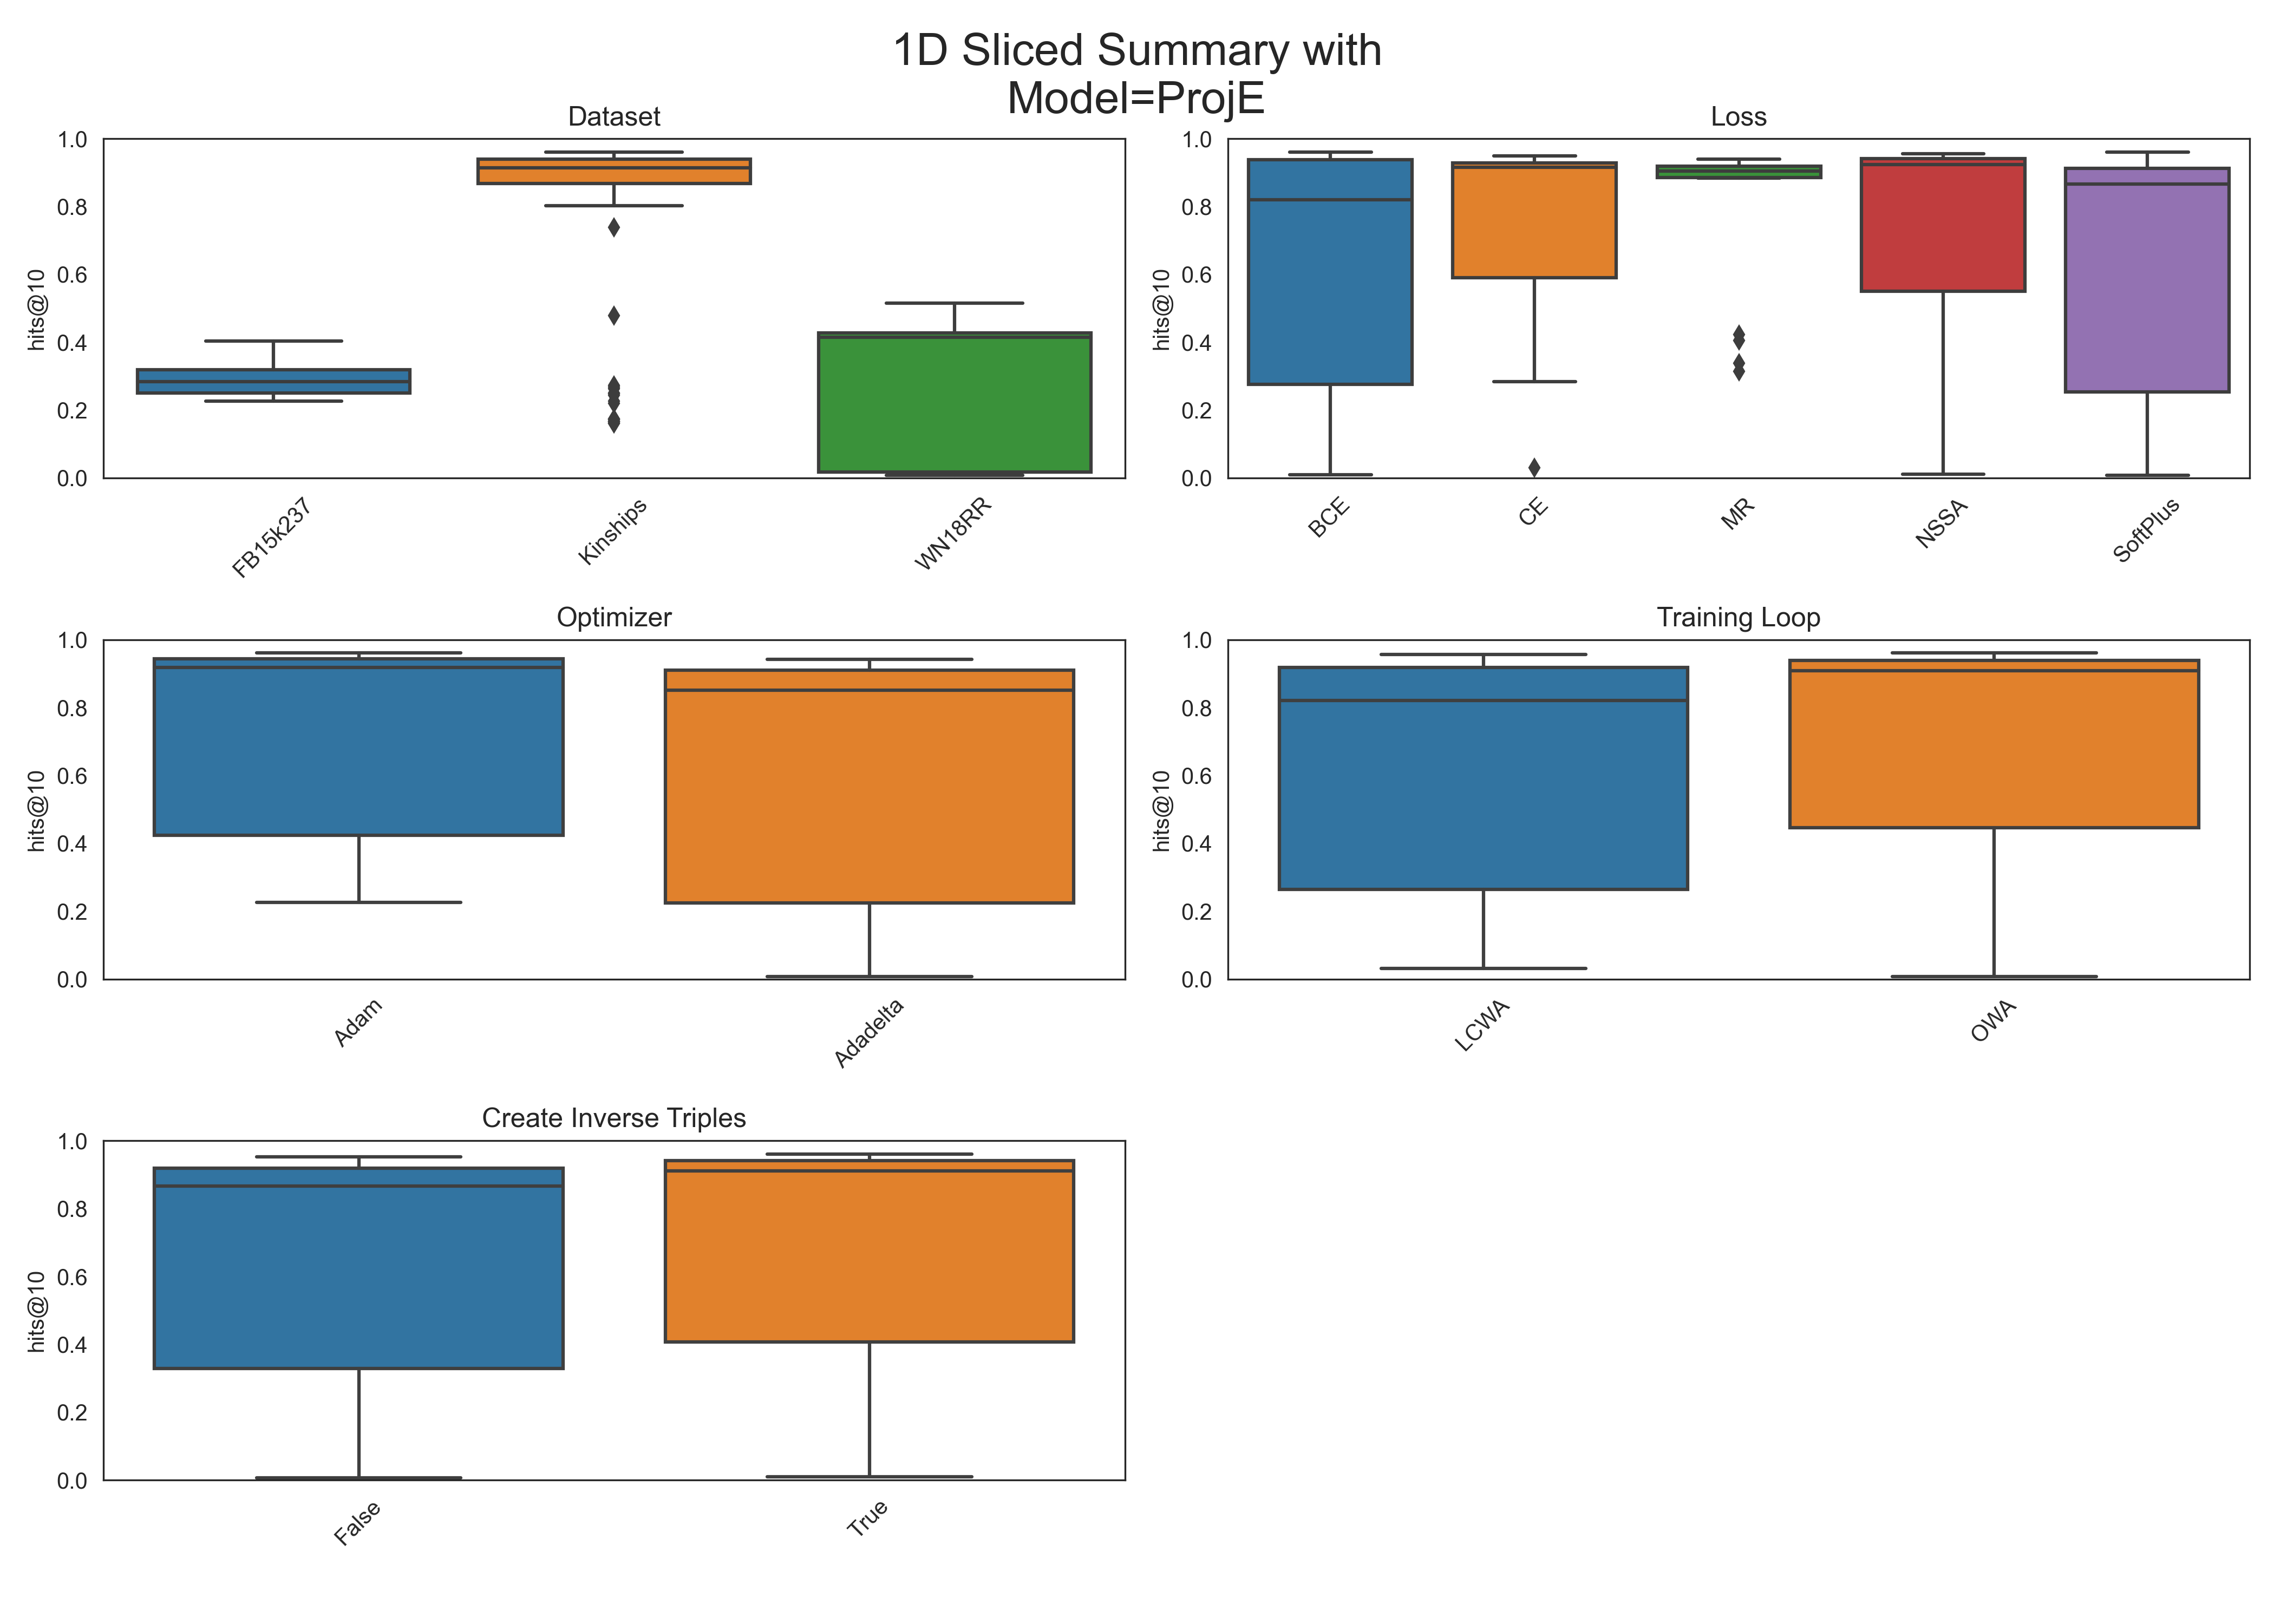 1D Sliced Summary with
Model=ProjE
Dataset
1.0
0.8
0.6
0.4
0.2
0.0
hits@10
FB15k237
Kinships
WN18RR
Loss
1.0
0.8
0.6
0.4
0.2
0.0
hits@10
BCE
CE
MR
NSSA
SoftPlus
Optimizer
1.0
0.8
0.6
0.4
0.2
0.0
hits@10
Adam
Adadelta
Training Loop
1.0
0.8
0.6
0.4
0.2
0.0
hits@10
LCWA
OWA
Create Inverse Triples
1.0
0.8
0.6
0.4
0.2
0.0
hits@10
False
True